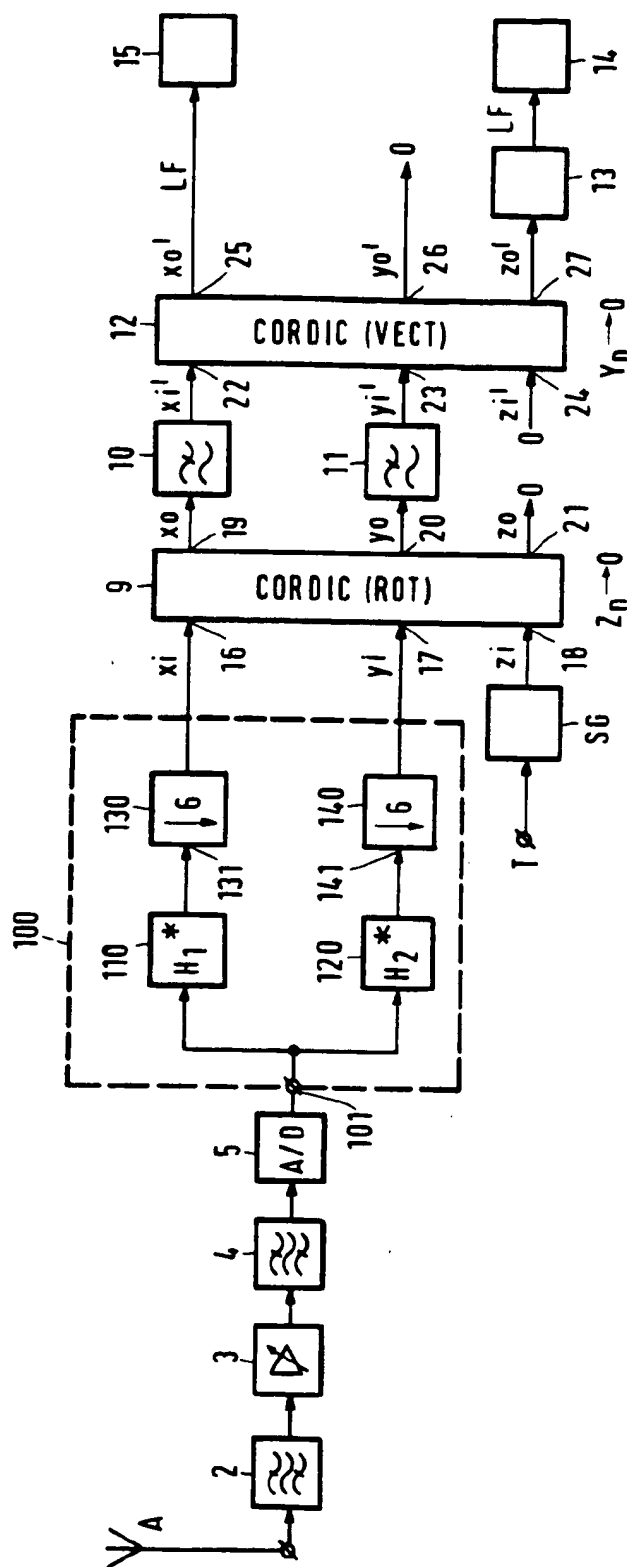 A
2
3
4
5
A/D
101
100
110
H1*
131
130
↓6
120
H2*
141
140
↓6
T
SG
xi
16
yi
17
zi
18
9
CORDIC (ROT)
Zn→0
xo
19
yo
20
zo
21
0
10
11
xi'
22
yi'
23
zi'
24
0
12
CORDIC (VECT)
Yn→0
xo'
25
yo'
26
zo'
27
LF
15
0
13
LF
14